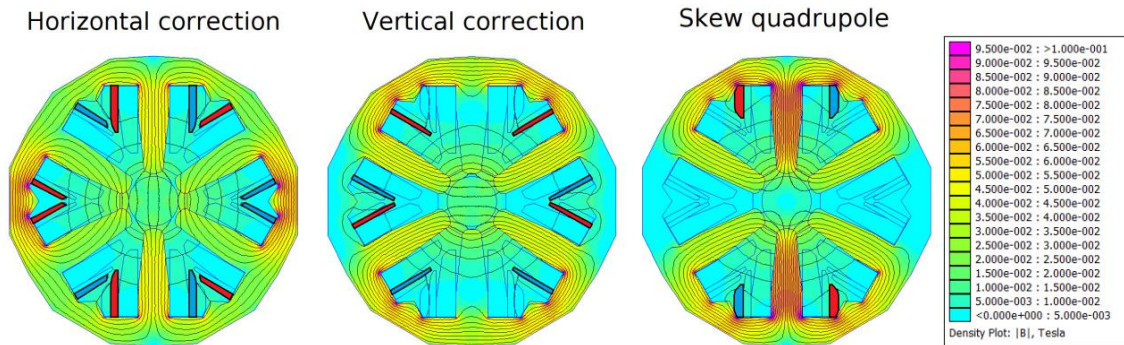 Horizontal correction
Vertical correction
Skew quadrupole
9.500e-002 : >1.000e-001
9.000e-002 : 9.500e-002
8.500e-002 : 9.000e-002
8.000e-002 : 8.500e-002
7.500e-002 : 8.000e-002
7.000e-002 : 7.500e-002
6.500e-002 : 7.000e-002
6.000e-002 : 6.500e-002
5.500e-002 : 6.000e-002
5.000e-002 : 5.500e-002
4.500e-002 : 5.000e-002
4.000e-002 : 4.500e-002
3.500e-002 : 4.000e-002
3.000e-002 : 3.500e-002
2.500e-002 : 3.000e-002
2.000e-002 : 2.500e-002
1.500e-002 : 2.000e-002
1.000e-002 : 1.500e-002
5.000e-003 : 1.000e-002
<0.000e+000 : 5.000e-003
Density Plot: |B|, Tesla